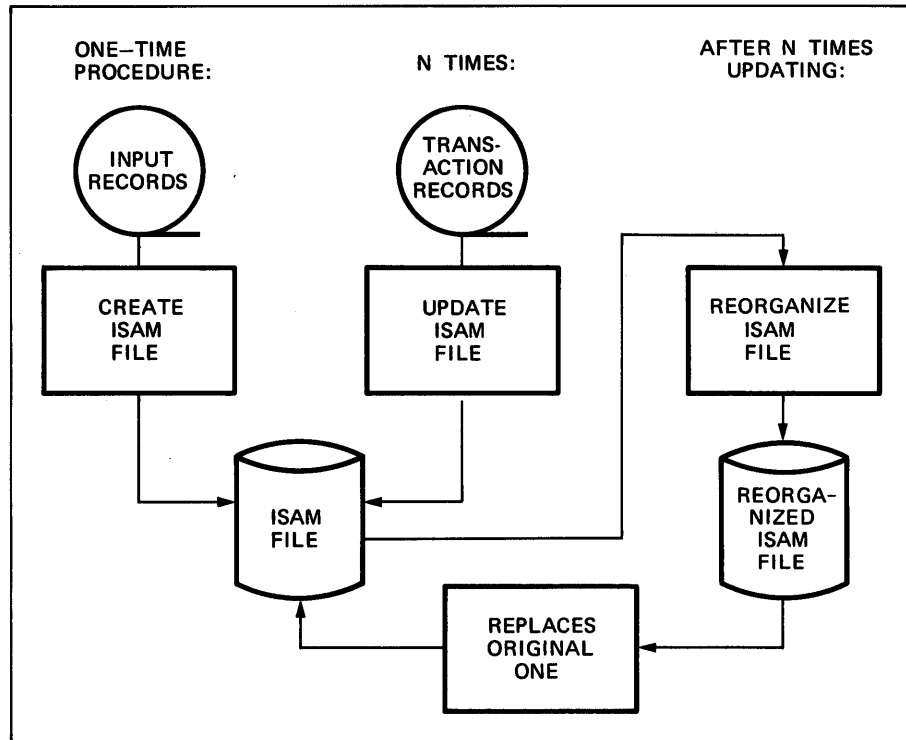 ONE–TIME
PROCEDURE:
N TIMES:
AFTER N TIMES
UPDATING:
INPUT
RECORDS
TRANS-
ACTION
RECORDS
CREATE
ISAM
FILE
UPDATE
ISAM
FILE
REORGANIZE
ISAM
FILE
ISAM
FILE
REORGA-
NIZED
ISAM
FILE
REPLACES
ORIGINAL
ONE